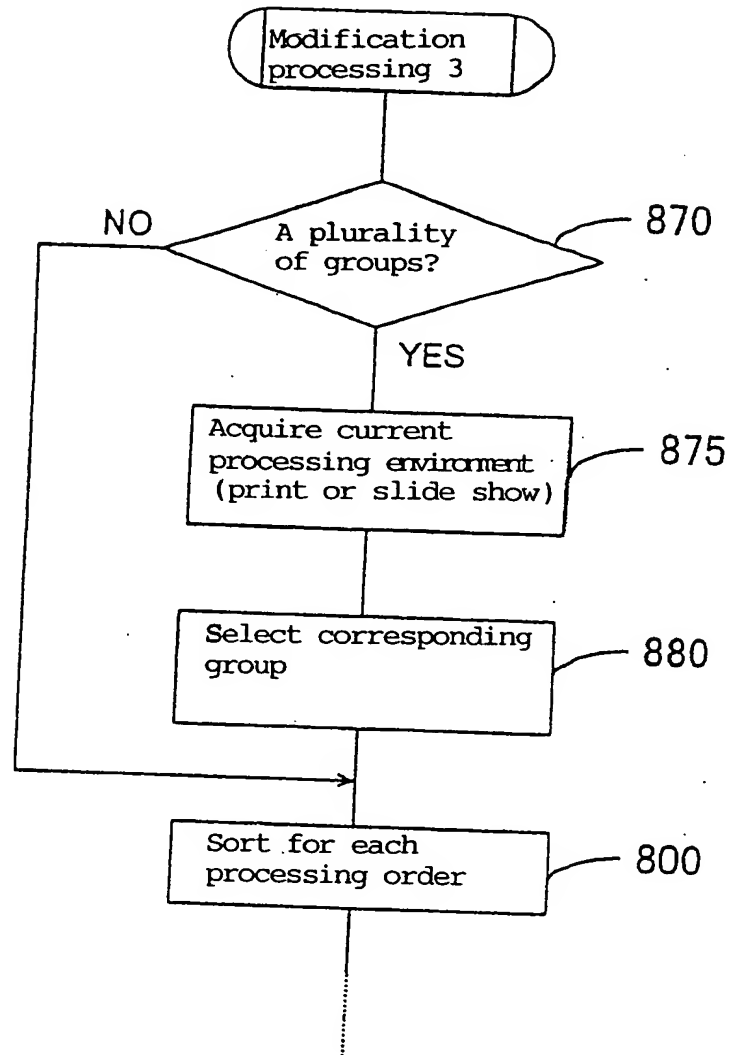 Modification
processing 3
NO
A plurality
of groups?
870
YES
Acquire current
processing environment
(print or slide show)
875
Select corresponding
group
880
Sort for each
processing order
800